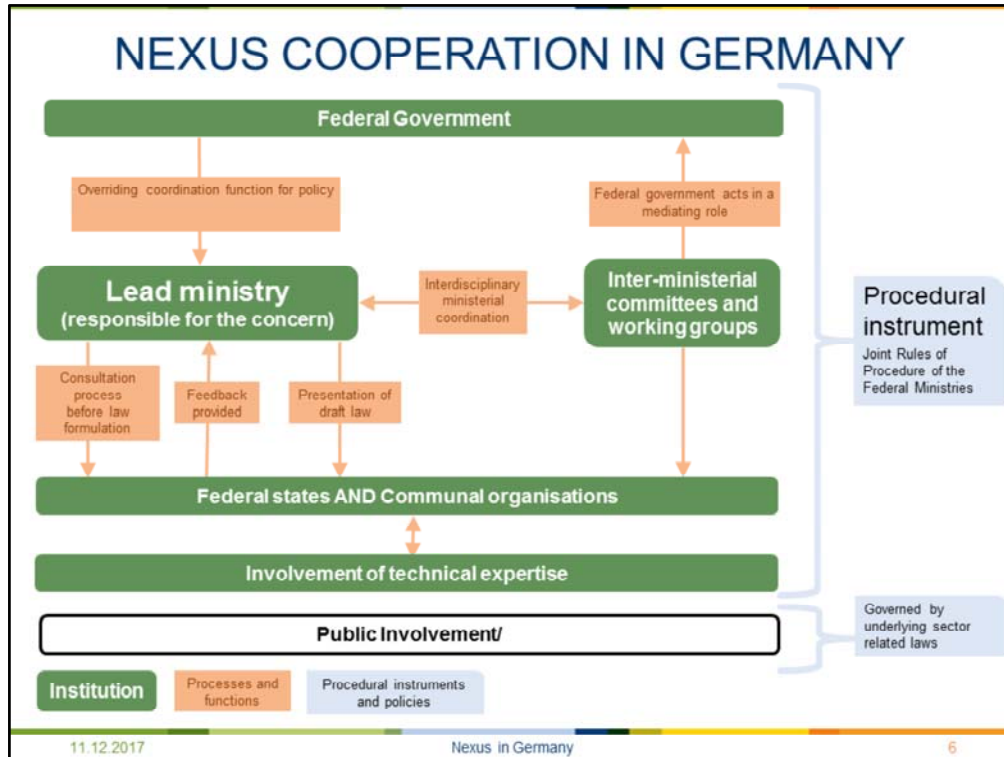 NEXUS COOPERATION IN GERMANY
Federal Government
Overriding coordination function for policy
Federal government acts in a
mediating role
Lead ministry
(responsible for the concern)
Interdisciplinary
ministerial
coordination
Inter-ministerial
committees and
working groups
Procedural
instrument
Joint Rules of
Procedure of the
Federal Ministries
Consultation
process
before law
formulation
Feedback
provided
Presentation of
draft law
Federal states AND Communal organisations
Involvement of technical expertise
Public Involvement/
Governed by
underlying sector
related laws
Institution
Processes and
functions
Procedural instruments
and policies
11.12.2017
Nexus in Germany
6